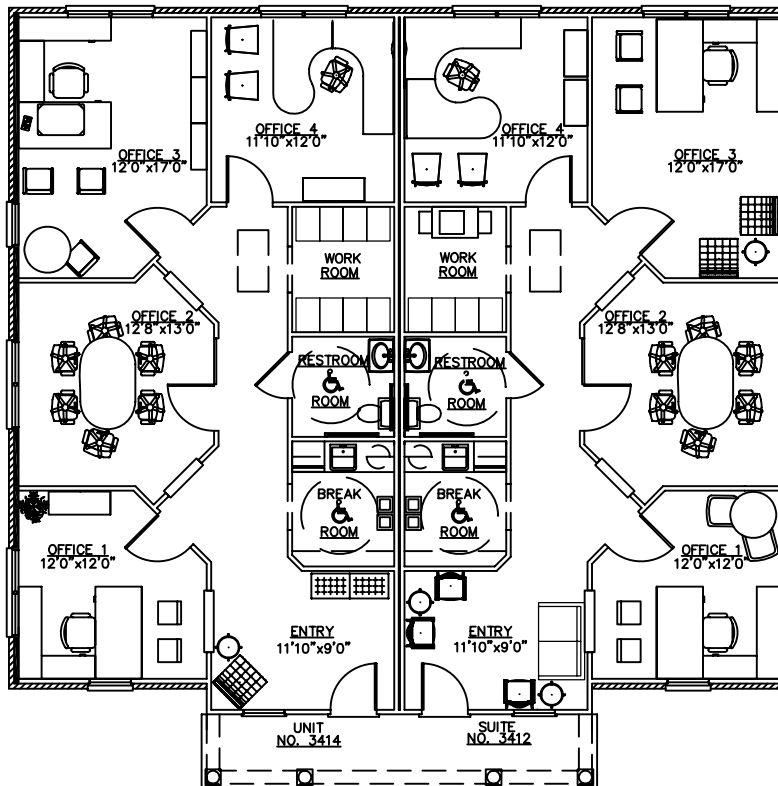 OFFICE 4
11'10"x12'0"
OFFICE 4
11'10"x12'0"
OFFICE 3
12'0"x17'0"
OFFICE 3
12'0"x17'0"
WORK
ROOM
WORK
ROOM
OFFICE 2
12'8"x13'0"
OFFICE 2
12'8"x13'0"
RESTROOM
ROOM
RESTROOM
ROOM
BREAK
ROOM
BREAK
ROOM
OFFICE 1
12'0"x12'0"
OFFICE 1
12'0"x12'0"
ENTRY
11'10"x9'0"
ENTRY
11'10"x9'0"
UNIT
NO. 3414
SUITE
NO. 3412